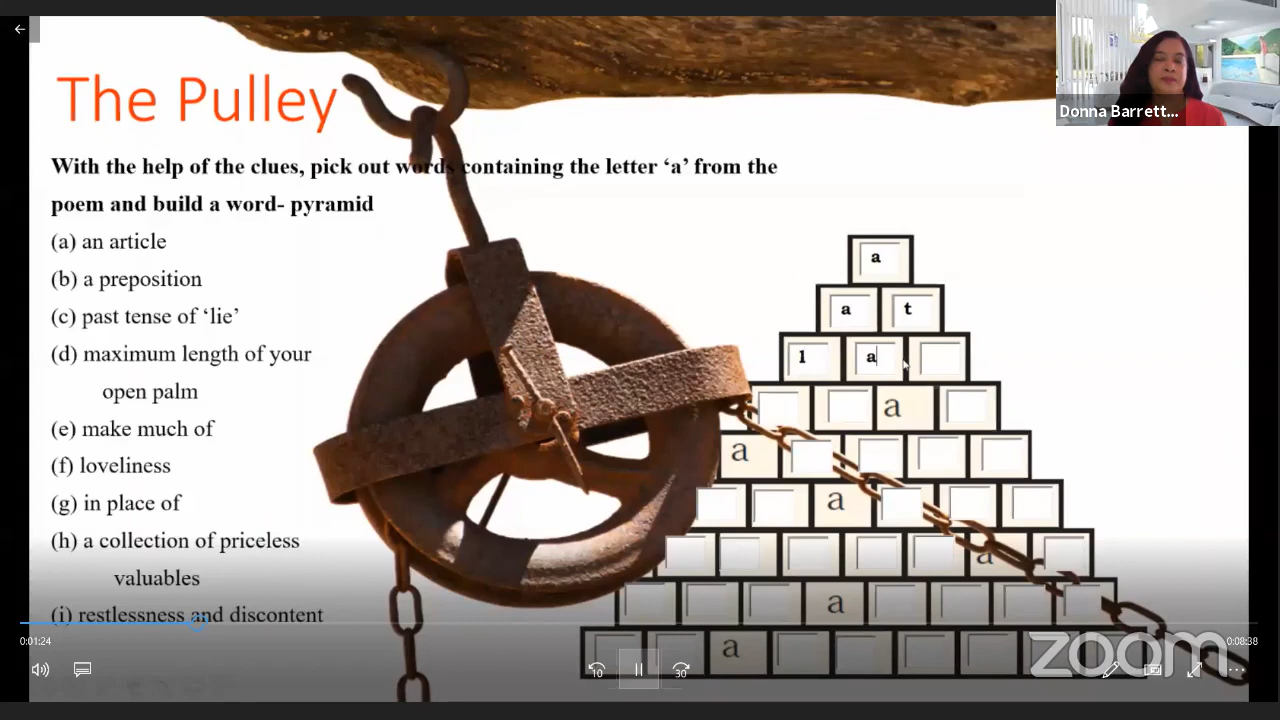 Donna Barrett...
The Pulley
With the help of the clues, pick out words containing the letter ‘a’ from the
poem and build a word- pyramid
(a) an article
(b) a preposition
(c) past tense of ‘lie’
(d) maximum length of your
open palm
(e) make much of
(f) loveliness
(g) in place of
(h) a collection of priceless
valuables
(i) restlessness and discontent
a
a t
l a
a
a
a
a
a
a
0:01:24
0:08:38
10
30
zoom